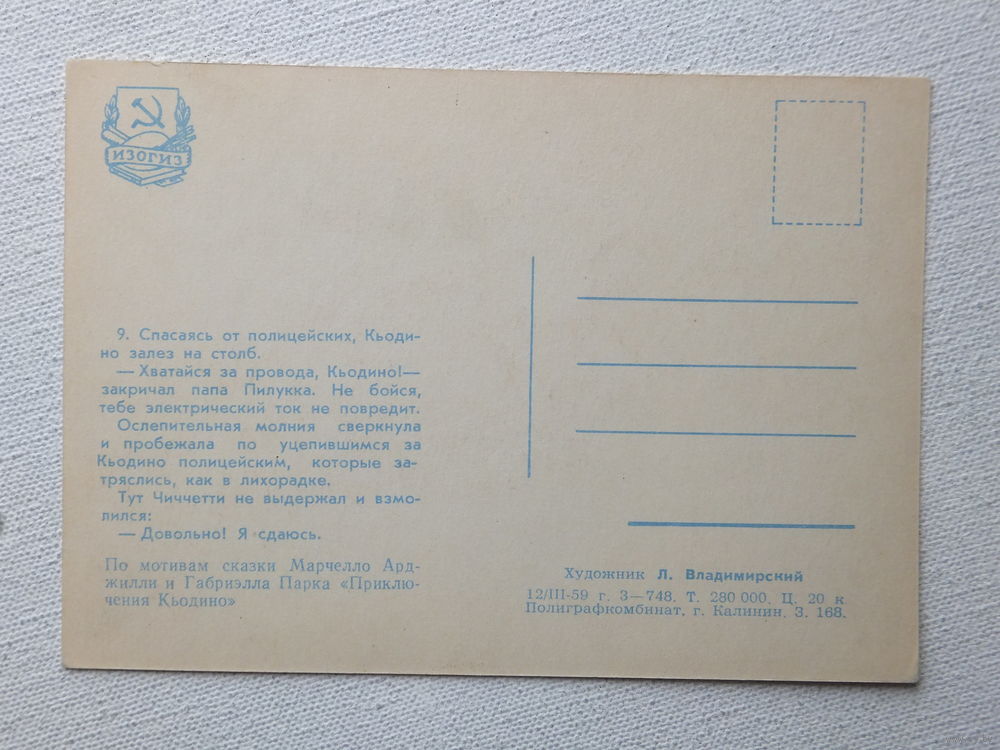 ИЗОГИЗ
9. Спасаясь от полицейских, Кьоди-
но залез на столб.
— Хватайся за провода, Кьодино!—
закричал папа Пилукка. Не бойся,
тебе электрический ток не повредит.
Ослепительная молния сверкнула
и пробежала по уцепившимся за
Кьодино полицейским, которые за-
тряслись, как в лихорадке.
Тут Чиччетти не выдержал и взмо-
лился:
— Довольно! Я сдаюсь.
По мотивам сказки Марчелло Ард-
жилли и Габриэлла Парка «Приклю-
чения Кьодино»
Художник Л. Владимирский
12/III-59 г. З—748. Т. 280 000. Ц. 20 к
Полиграфкомбинат, г. Калинин. З. 168.